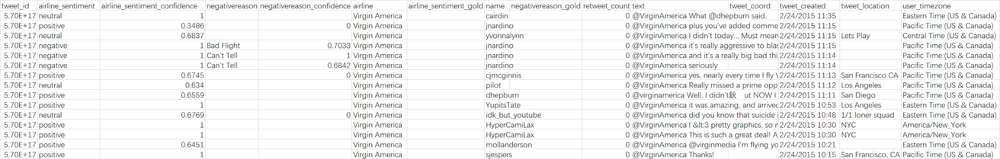 tweet_id airline_sentiment airline_sentiment_confidence negativereason negativereason_confidence airline airline_sentiment_gold name negativereason_gold retweet_count text tweet_coord tweet_created tweet_location user_timezone
5.70E+17 neutral 1 Virgin America cairdin 0 @VirginAmerica What @dhepburn said. 2/24/2015 11:35 Eastern Time (US & Canada)
5.70E+17 positive 0.3486 0 Virgin America jnardino 0 @VirginAmerica plus you've added comme 2/24/2015 11:15 Pacific Time (US & Canada)
5.70E+17 neutral 0.6837 Virgin America yvonnalynn 0 @VirginAmerica I didn't today... Must mean 2/24/2015 11:15 Lets Play Central Time (US & Canada)
5.70E+17 negative 1 Bad Flight 0.7033 Virgin America jnardino 0 @VirginAmerica it's really aggressive to blas 2/24/2015 11:15 Pacific Time (US & Canada)
5.70E+17 negative 1 Can't Tell 1 Virgin America jnardino 0 @VirginAmerica and it's a really big bad thi 2/24/2015 11:14 Pacific Time (US & Canada)
5.70E+17 negative 1 Can't Tell 0.6842 Virgin America jnardino 0 @VirginAmerica seriously 2/24/2015 11:14 Pacific Time (US & Canada)
5.70E+17 positive 0.6745 0 Virgin America cjmcginnis 0 @VirginAmerica yes, nearly every time I fly V 2/24/2015 11:13 San Francisco CA Pacific Time (US & Canada)
5.70E+17 neutral 0.634 Virgin America pilot 0 @VirginAmerica Really missed a prime opp 2/24/2015 11:12 Los Angeles Pacific Time (US & Canada)
5.70E+17 positive 0.6559 Virgin America dhepburn 0 @virginamerica Well, I didn't鈥 ut NOW I 2/24/2015 11:11 San Diego Pacific Time (US & Canada)
5.70E+17 positive 1 Virgin America YupitsTate 0 @VirginAmerica it was amazing, and arrived 2/24/2015 10:53 Los Angeles Eastern Time (US & Canada)
5.70E+17 neutral 0.6769 0 Virgin America idk_but_youtube 0 @VirginAmerica did you know that suicide i 2/24/2015 10:48 1/1 loner squad Eastern Time (US & Canada)
5.70E+17 positive 1 Virgin America HyperCamiLax 0 @VirginAmerica I &lt;3 pretty graphics. so m 2/24/2015 10:30 NYC America/New_York
5.70E+17 positive 1 Virgin America HyperCamiLax 0 @VirginAmerica This is such a great deal! A 2/24/2015 10:30 NYC America/New_York
5.70E+17 positive 0.6451 Virgin America mollanderson 0 @VirginAmerica @virginmedia I'm flying yo 2/24/2015 10:21 Eastern Time (US & Canada)
5.70E+17 positive 1 Virgin America sjespers 0 @VirginAmerica Thanks! 2/24/2015 10:15 San Francisco, CA Pacific Time (US & Canada)